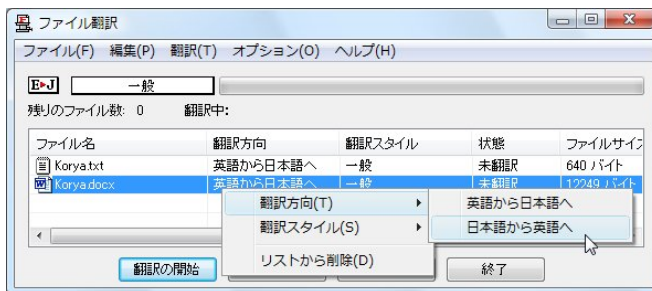 ファイル翻訳
ファイル(F) 編集(P) 翻訳(T) オプション(O) ヘルプ(H)
E▶J 一般
残りのファイル数: 0 翻訳中:
ファイル名 翻訳方向 翻訳スタイル 状態 ファイルサイズ
Korya.txt 英語から日本語へ 一般 未翻訳 640 バイト
Korya.docx 英語から日本語へ 一般 未翻訳 12249 バイト
翻訳方向(T) 英語から日本語へ
翻訳スタイル(S) 日本語から英語へ
リストから削除(D)
翻訳の開始 終了